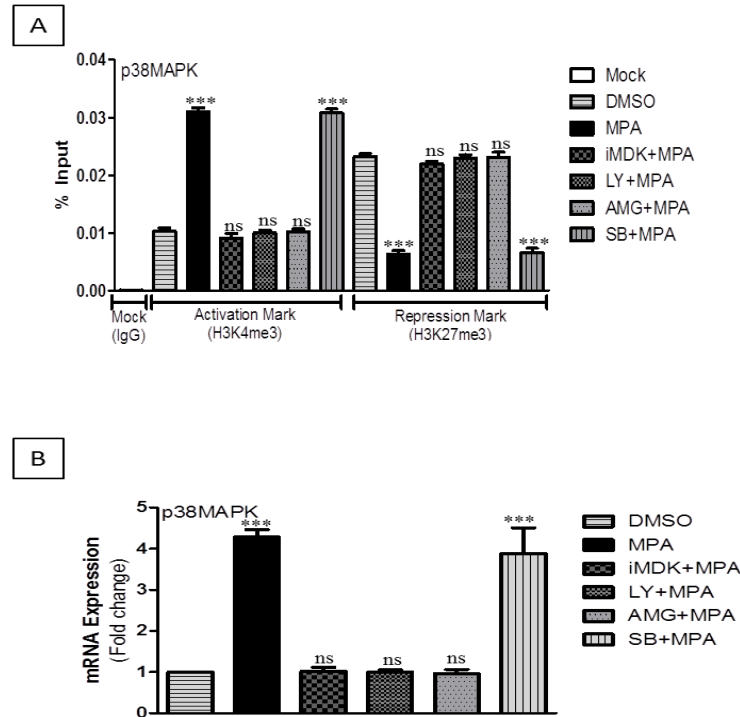 A
p38MAPK
% Input
0.04
0.03
0.02
0.01
0.00
***
ns
ns
ns
***
***
ns
ns
ns
***
Mock
(IgG)
Activation Mark
(H3K4me3)
Repression Mark
(H3K27me3)
Mock
DMSO
MPA
iMDK+MPA
LY+MPA
AMG+MPA
SB+MPA
B
p38MAPK
mRNA Expression
(Fold change)
5
4
3
2
1
0
***
ns
ns
ns
***
DMSO
MPA
iMDK+MPA
LY+MPA
AMG+MPA
SB+MPA